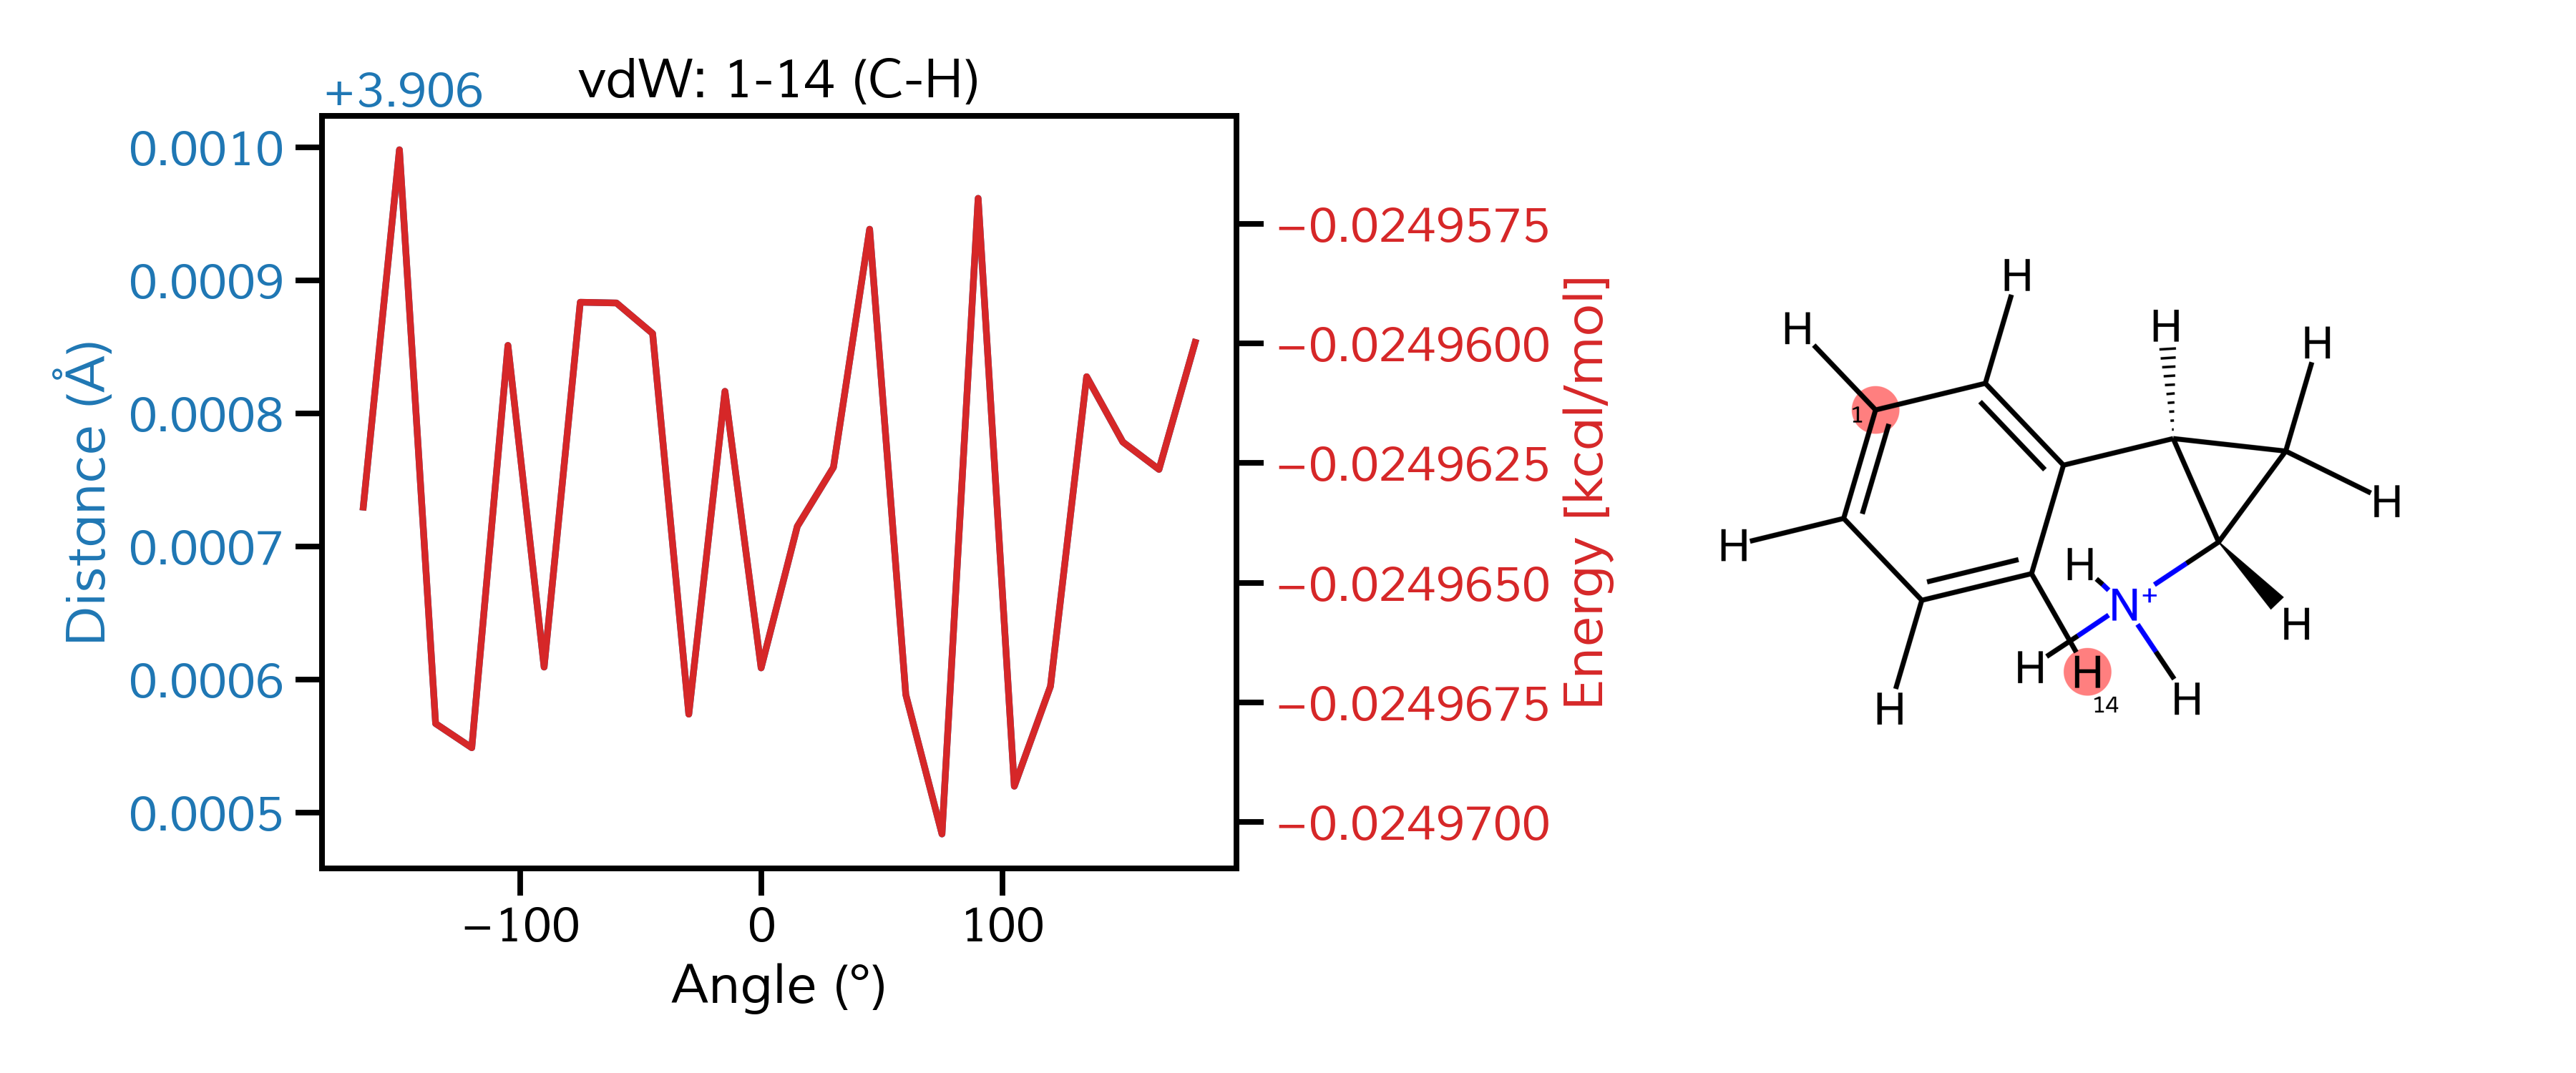 vdW: 1-14 (C-H)
+3.906
0.0010
0.0009
0.0008
0.0007
0.0006
0.0005
Distance (Å)
−100
0
100
Angle (°)
−0.0249575
−0.0249600
−0.0249625
−0.0249650
−0.0249675
−0.0249700
Energy [kcal/mol]
H
H
H
H
1
H
H
H
N+
H
H
H
14
H
H